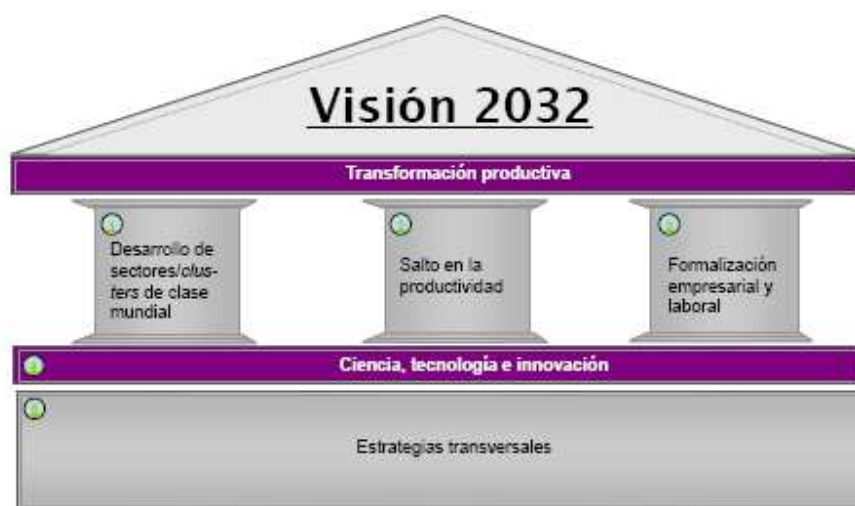 Visión 2032
Transformación productiva
Desarrollo de
sectores/clus-
ters de clase
mundial
Salto en la
productividad
Formalización
empresarial y
laboral
Ciencia, tecnología e innovación
Estrategias transversales